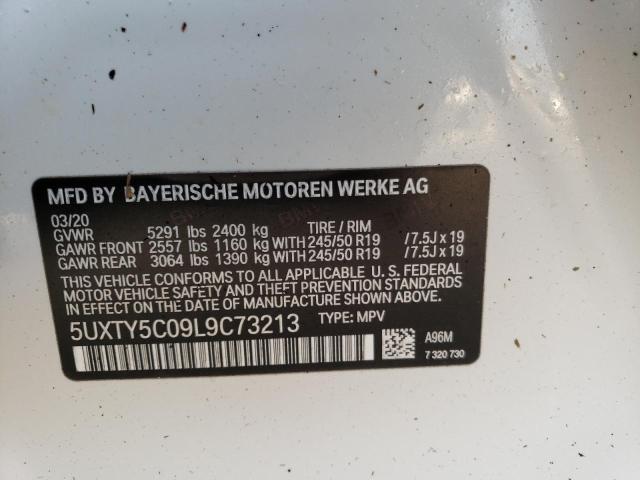 MFD BY BAYERISCHE MOTOREN WERKE AG
03/20
GVWR 5291 lbs 2400 kg TIRE / RIM
GAWR FRONT 2557 lbs 1160 kg WITH 245/50 R19 /7.5J x 19
GAWR REAR 3064 lbs 1390 kg WITH 245/50 R19 /7.5J x 19
THIS VEHICLE CONFORMS TO ALL APPLICABLE U. S. FEDERAL
MOTOR VEHICLE SAFETY AND THEFT PREVENTION STANDARDS
IN EFFECT ON THE DATE OF MANUFACTURE SHOWN ABOVE.
5UXTY5C09L9C73213 TYPE: MPV
A96M
7 320 730